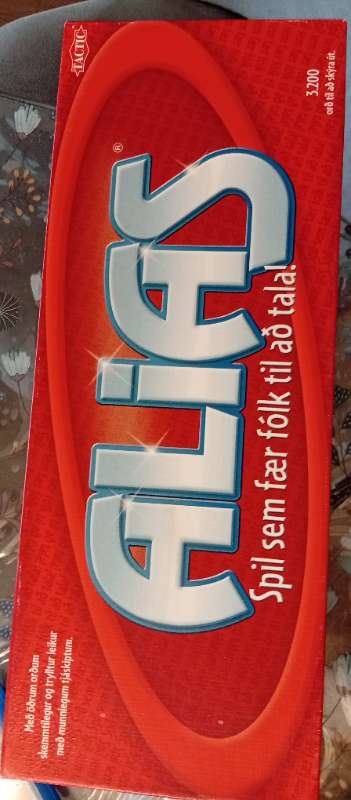 TACTIC
Með öðrum orðum
skemmtilegur og trylltur leikur
með munnlegum tjáskiptum.
ALiAS®
Spil sem fær fólk til að tala!
3.200
orð til að skýra út.